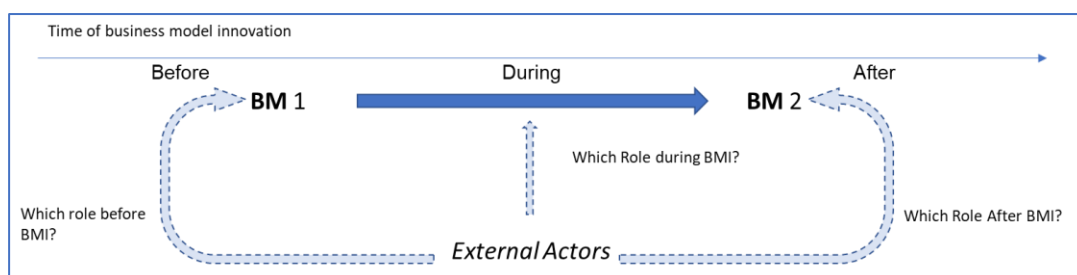 Time of business model innovation
Before During After
BM 1 BM 2
Which Role during BMI?
Which role before
BMI?
Which Role After BMI?
External Actors